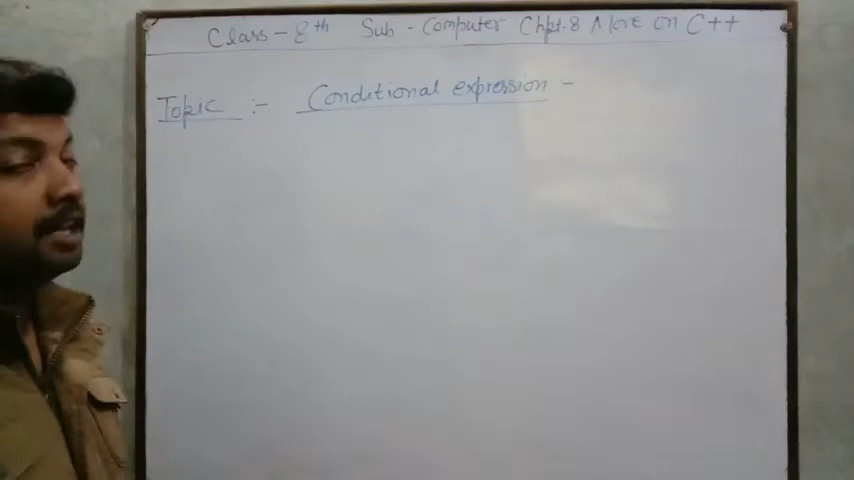 Class - 8th Sub - Computer Chpt. 8 More on C++
Topic :- Conditional expression -